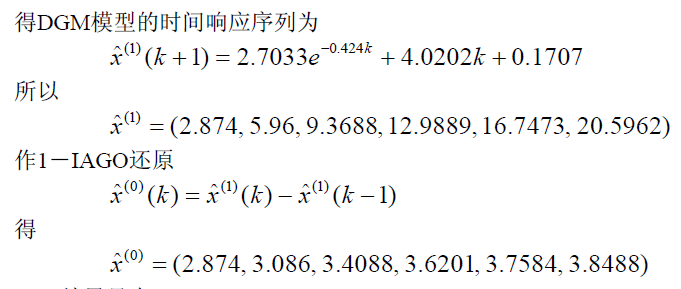 得DGM模型的时间响应序列为
x̂^(1)(k+1) = 2.7033e^(-0.424k) + 4.0202k + 0.1707
所以
x̂^(1) = (2.874, 5.96, 9.3688, 12.9889, 16.7473, 20.5962)
作1－IAGO还原
x̂^(0)(k) = x̂^(1)(k) − x̂^(1)(k−1)
得
x̂^(0) = (2.874, 3.086, 3.4088, 3.6201, 3.7584, 3.8488)